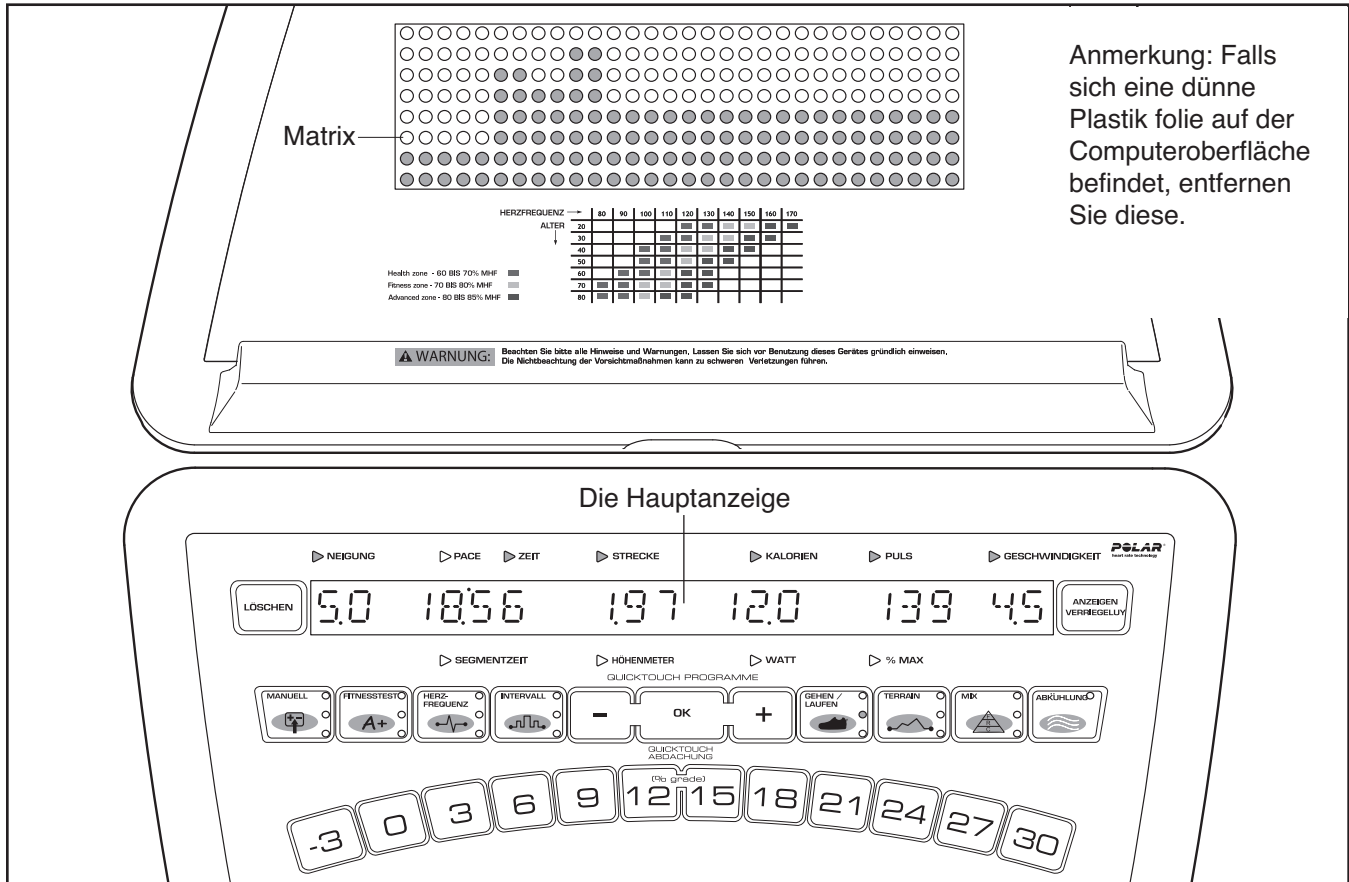 Anmerkung: Falls
sich eine dünne
Plastik folie auf der
Computeroberfläche
befindet, entfernen
Sie diese.
Matrix
HERZFREQUENZ 80 90 100 110 120 130 140 150 160 170
ALTER 20
30
40
50
60
70
80
Health zone - 60 BIS 70% MHF
Fitness zone - 70 BIS 80% MHF
Advanced zone - 80 BIS 85% MHF
WARNUNG: Beachten Sie bitte alle Hinweise und Warnungen, Lassen Sie sich vor Benutzung dieses Gerätes gründlich einweisen,
Die Nichtbeachtung der Vorsichtmaßnahmen kann zu schweren Verletzungen führen.
Die Hauptanzeige
NEIGUNG PACE ZEIT STRECKE KALORIEN PULS GESCHWINDIGKEIT POLAR
heart rate technology
LÖSCHEN 5.0 18:56 1.97 12.0 139 4.5 ANZEIGEN
VERRIEGELUY
SEGMENTZEIT HÖHENMETER WATT % MAX
QUICKTOUCH PROGRAMME
MANUELL FITNESSTEST HERZ-
FREQUENZ INTERVALL - OK + GEHEN /
LAUFEN TERRAIN MIX ABKÜHLUNG
A+
QUICKTOUCH
ABDACHUNG
(% grade)
-3 0 3 6 9 12 15 18 21 24 27 30